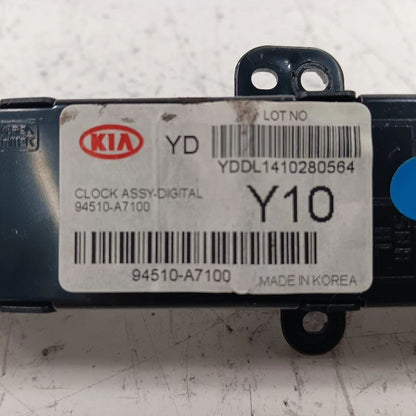 LOT NO.
KIA
YD
YDDL1410280564
CLOCK ASSY-DIGITAL
94510-A7100
Y10
94510-A7100
MADE IN KOREA